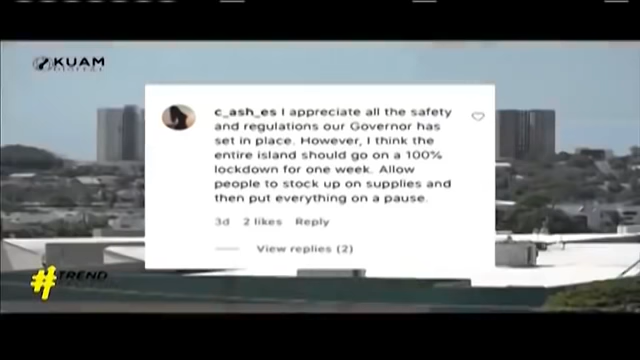 KUAM
c_ash_es I appreciate all the safety
and regulations our Governor has
set in place. However, I think the
entire island should go on a 100%
lockdown for one week. Allow
people to stock up on supplies and
then put everything on a pause.
3d 2 likes Reply
View replies (2)
#TREND